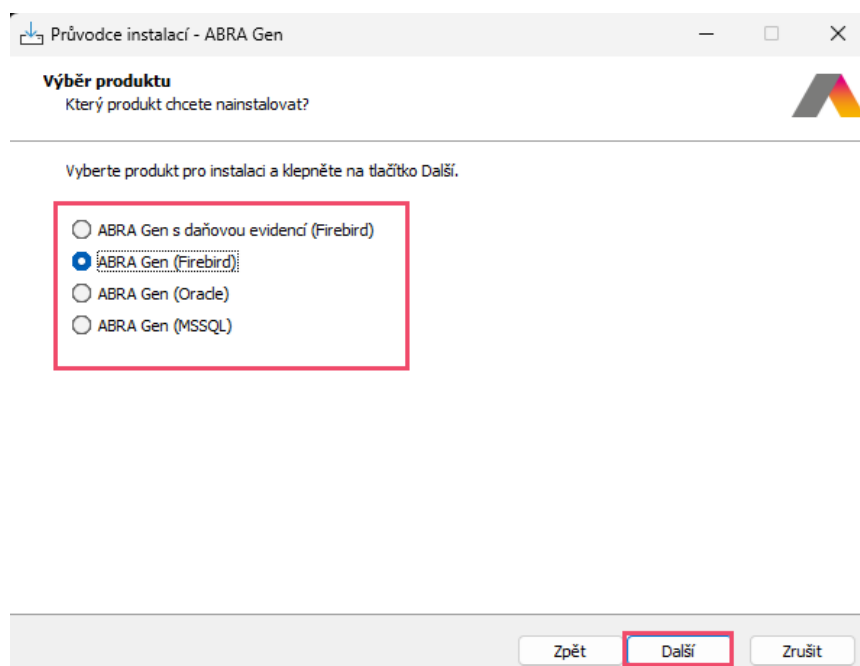 Průvodce instalací - ABRA Gen
Výběr produktu
Který produkt chcete nainstalovat?
Vyberte produkt pro instalaci a klepněte na tlačítko Další.
ABRA Gen s daňovou evidencí (Firebird)
ABRA Gen (Firebird)
ABRA Gen (Oracle)
ABRA Gen (MSSQL)
Zpět Další Zrušit